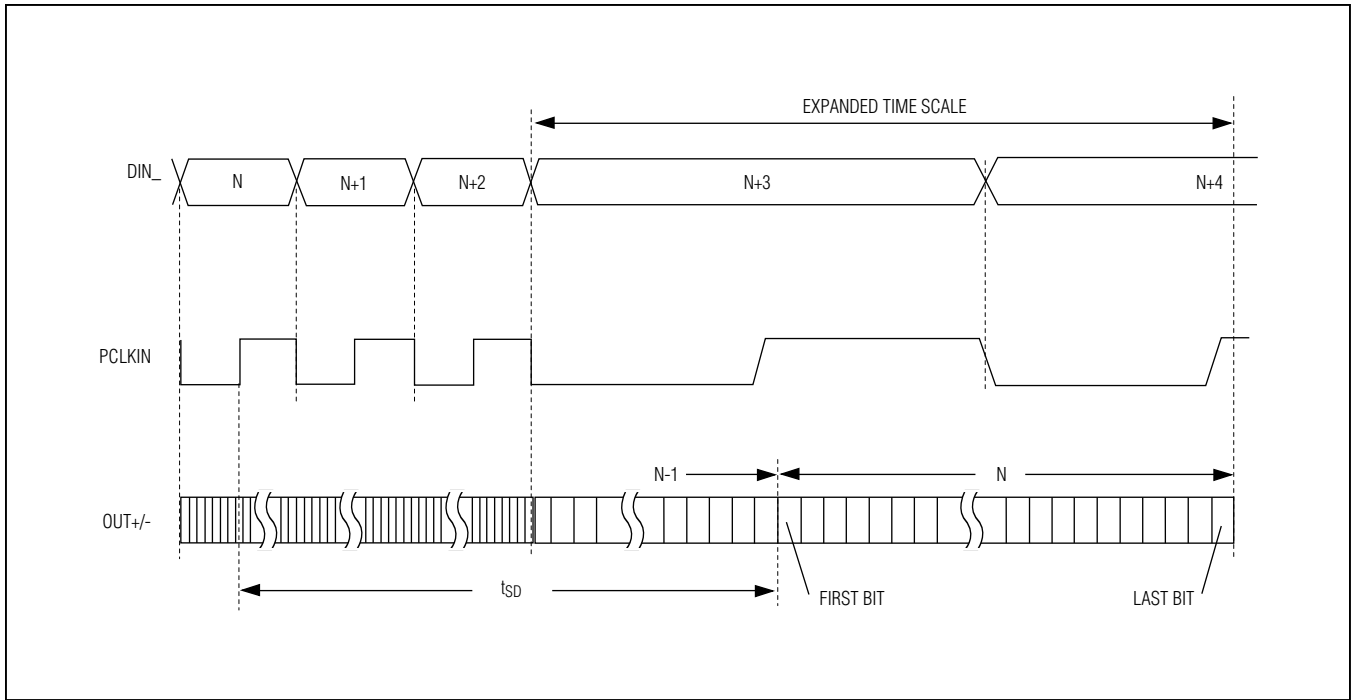 EXPANDED TIME SCALE
DIN_
N
N+1
N+2
N+3
N+4
PCLKIN
N-1
N
OUT+/-
tSD
FIRST BIT
LAST BIT